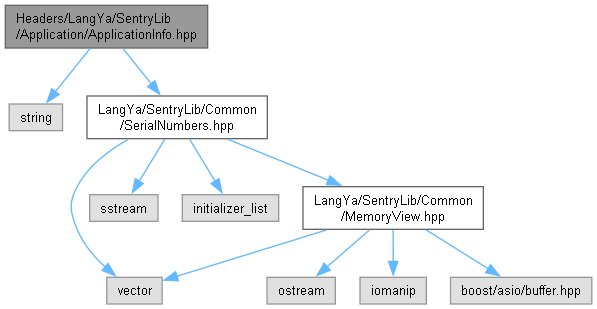 Headers/LangYa/SentryLib
/Application/ApplicationInfo.hpp
string
LangYa/SentryLib/Common
/SerialNumbers.hpp
sstream
initializer_list
LangYa/SentryLib/Common
/MemoryView.hpp
vector
ostream
iomanip
boost/asio/buffer.hpp